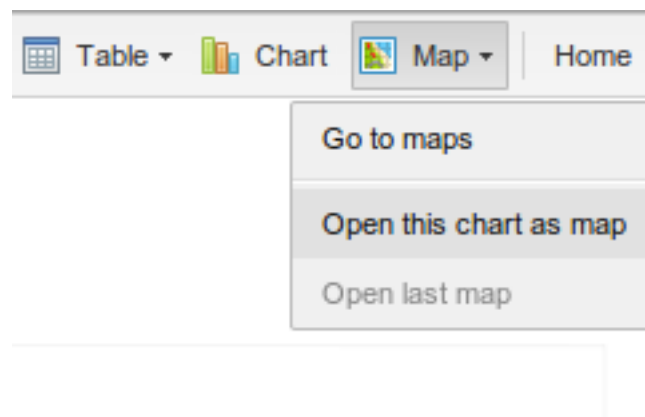 Table Chart Map Home
Go to maps
Open this chart as map
Open last map